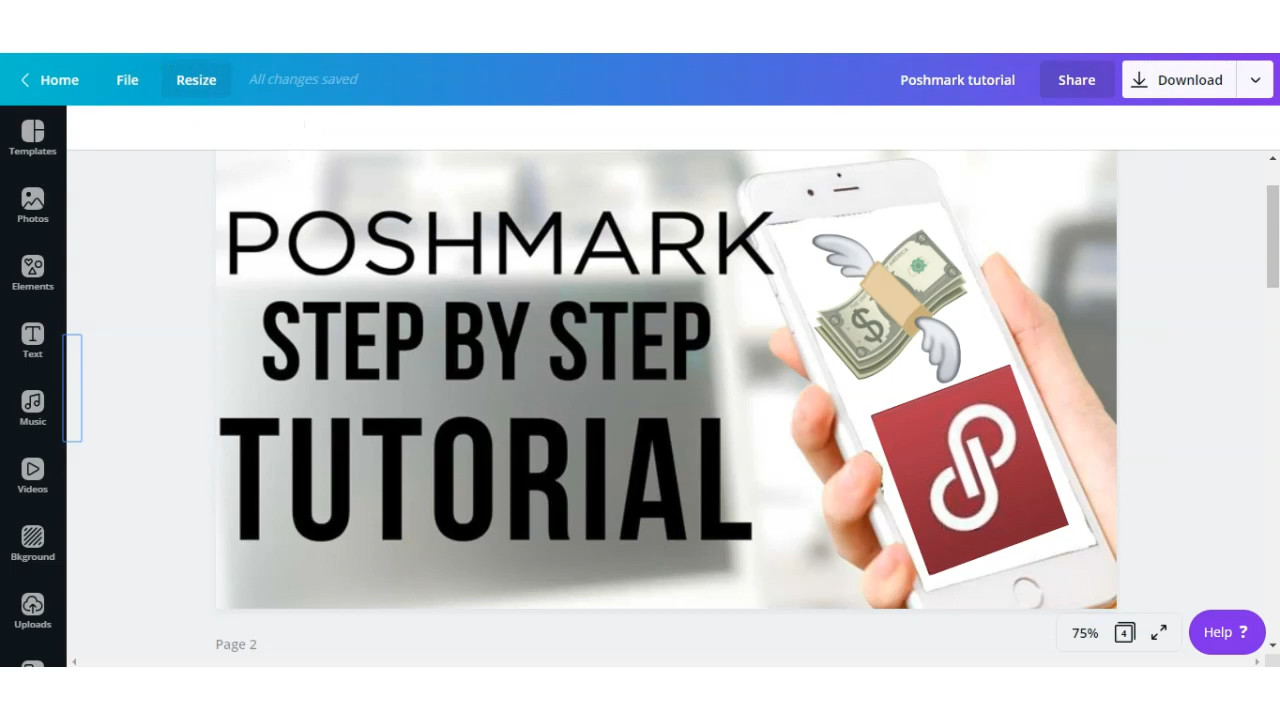 Home File Resize All changes saved Poshmark tutorial Share Download
Templates
Photos
Elements
Text
Music
Videos
Bkground
Uploads
POSHMARK
STEP BY STEP
TUTORIAL
Page 2
75% 4 Help ?